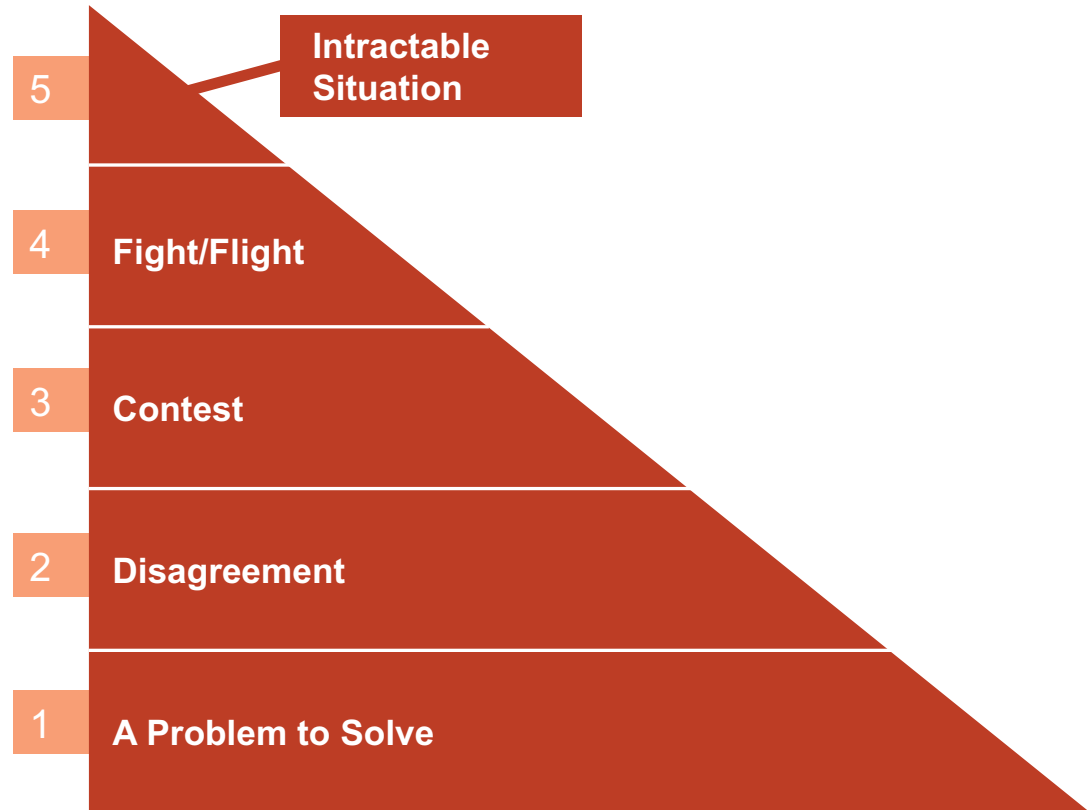 Intractable
Situation
5
4
Fight/Flight
3
Contest
2
Disagreement
1
A Problem to Solve